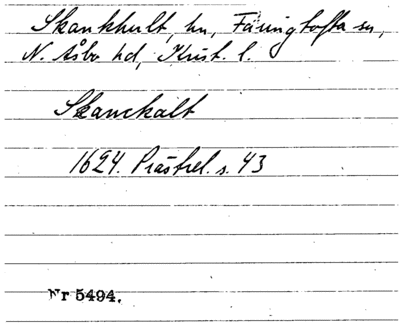 Skankhult, hn, Färingtofta sn,
N. Åsbo hd, Krist. l.
Skanckalt
1624. Prästrel. s. 43
Nr 5494.